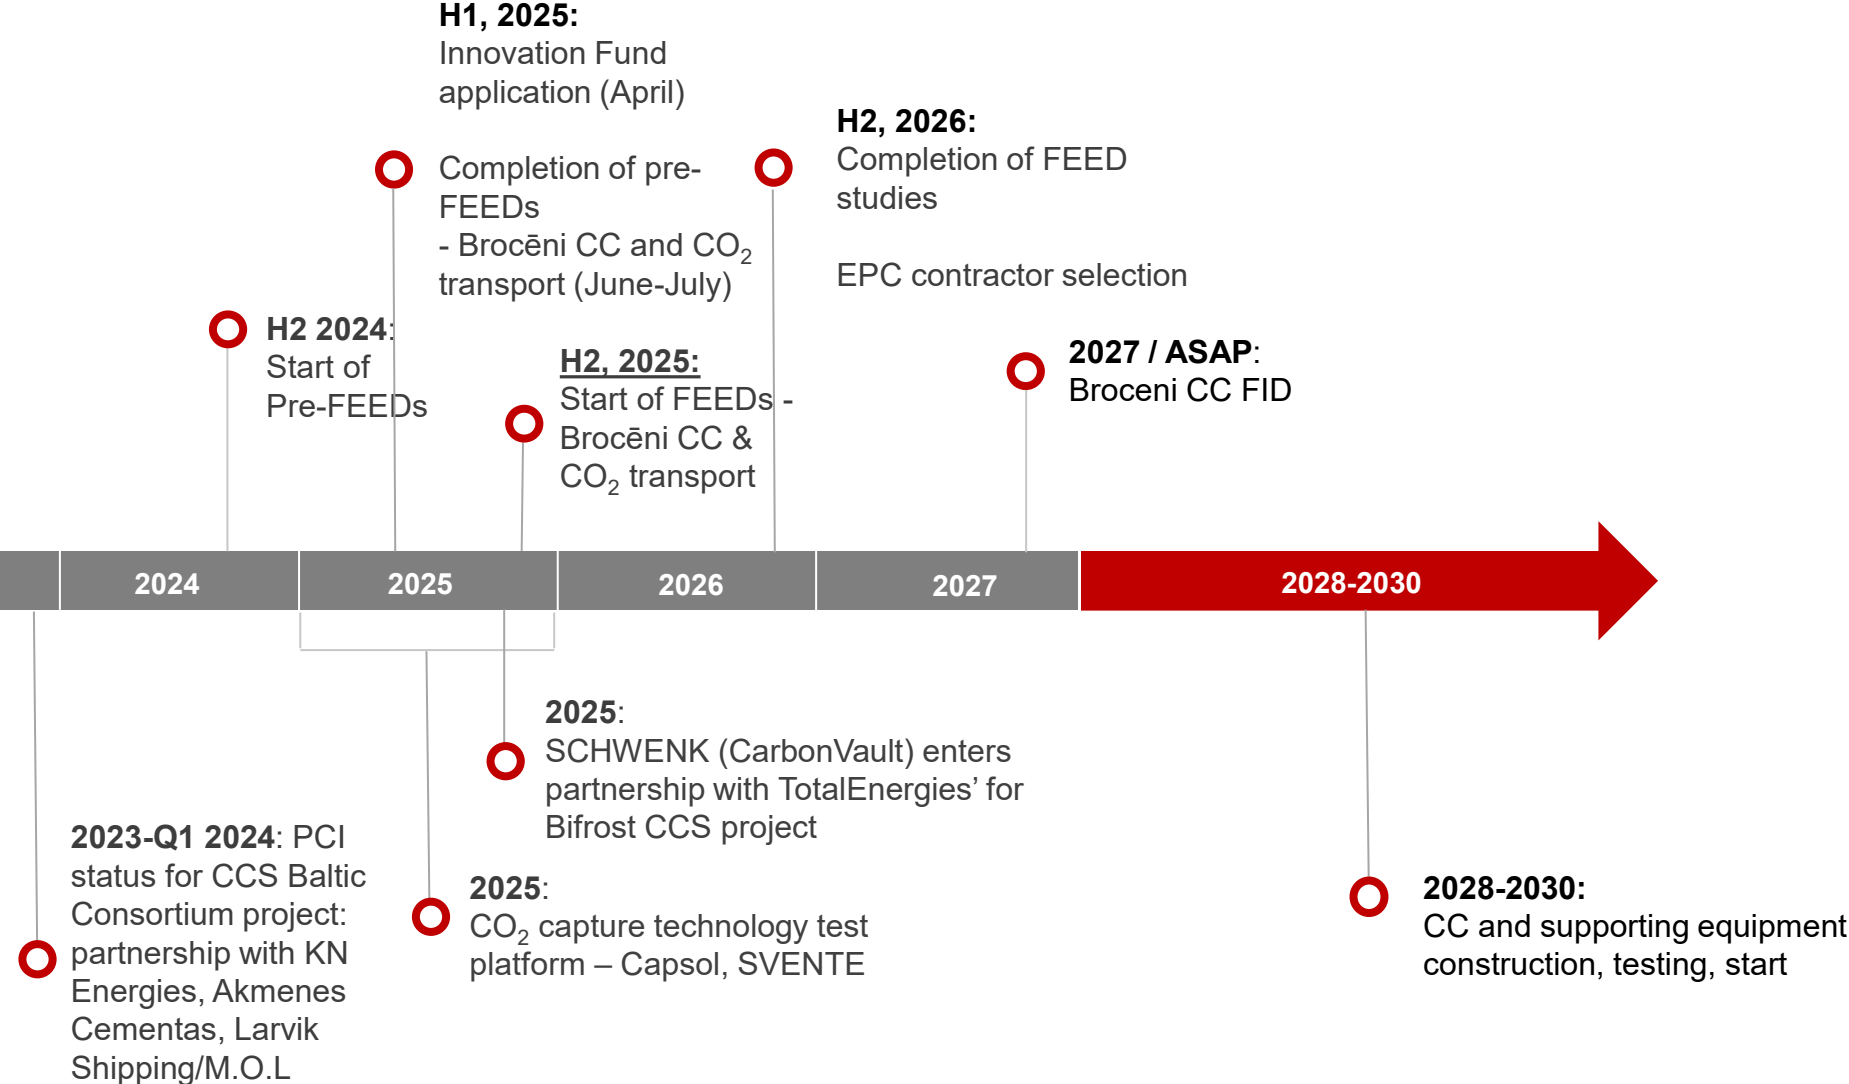 H1, 2025:
Innovation Fund
application (April)
Completion of pre-
FEEDs
- Brocēni CC and CO₂
transport (June-July)
H2, 2026:
Completion of FEED
studies
EPC contractor selection
H2 2024:
Start of
Pre-FEEDs
H2, 2025:
Start of FEEDs -
Brocēni CC &
CO₂ transport
2027 / ASAP:
Broceni CC FID
2024
2025
2026
2027
2028-2030
2025:
SCHWENK (CarbonVault) enters
partnership with TotalEnergies’ for
Bifrost CCS project
2023-Q1 2024: PCI
status for CCS Baltic
Consortium project:
partnership with KN
Energies, Akmenes
Cementas, Larvik
Shipping/M.O.L
2025:
CO₂ capture technology test
platform – Capsol, SVENTE
2028-2030:
CC and supporting equipment
construction, testing, start